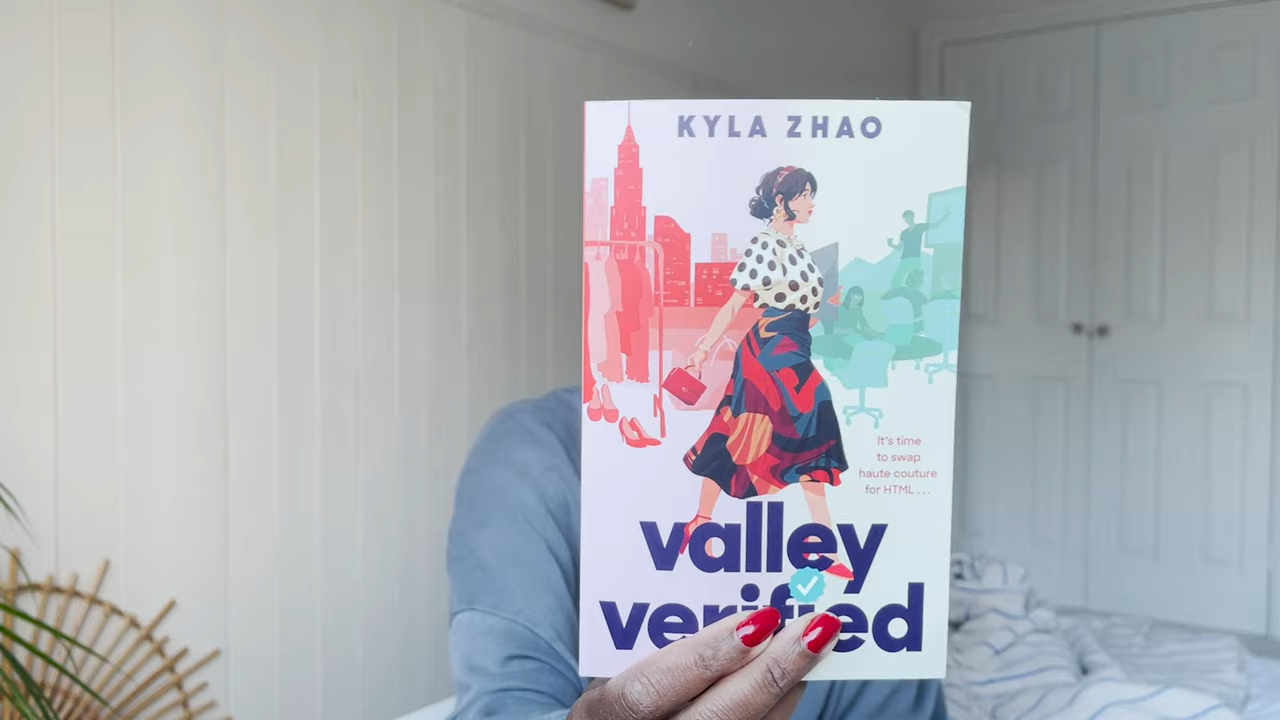 KYLA ZHAO
It's time
to swap
haute couture
for HTML...
valley
verified